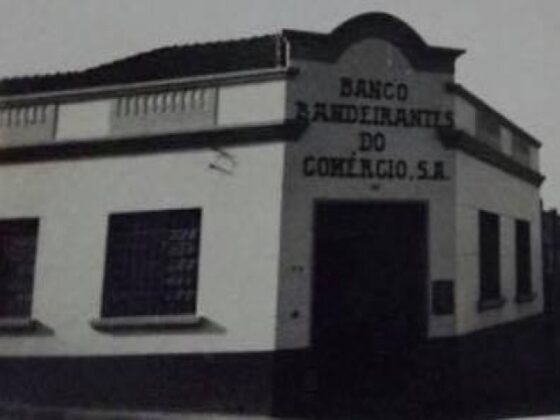 BANCO
BANDEIRANTES
DO
COMÉRCIO, S.A.